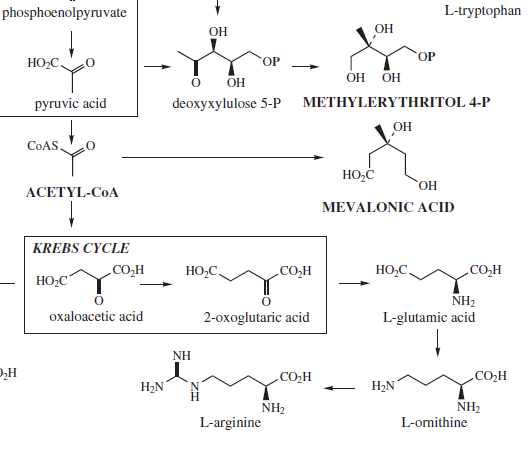 phosphoenolpyruvate
L-tryptophan
HO₂C O
pyruvic acid
OH
OP
O OH
deoxyxylulose 5-P
OH
OP
OH OH
METHYLERYTHRITOL 4-P
CoAS O
ACETYL-CoA
OH
HO₂C
OH
MEVALONIC ACID
KREBS CYCLE
HO₂C CO₂H
O
oxaloacetic acid
HO₂C CO₂H
O
2-oxoglutaric acid
HO₂C CO₂H
NH₂
L-glutamic acid
O₂H
NH
H₂N N
H
CO₂H
NH₂
L-arginine
H₂N CO₂H
NH₂
L-ornithine